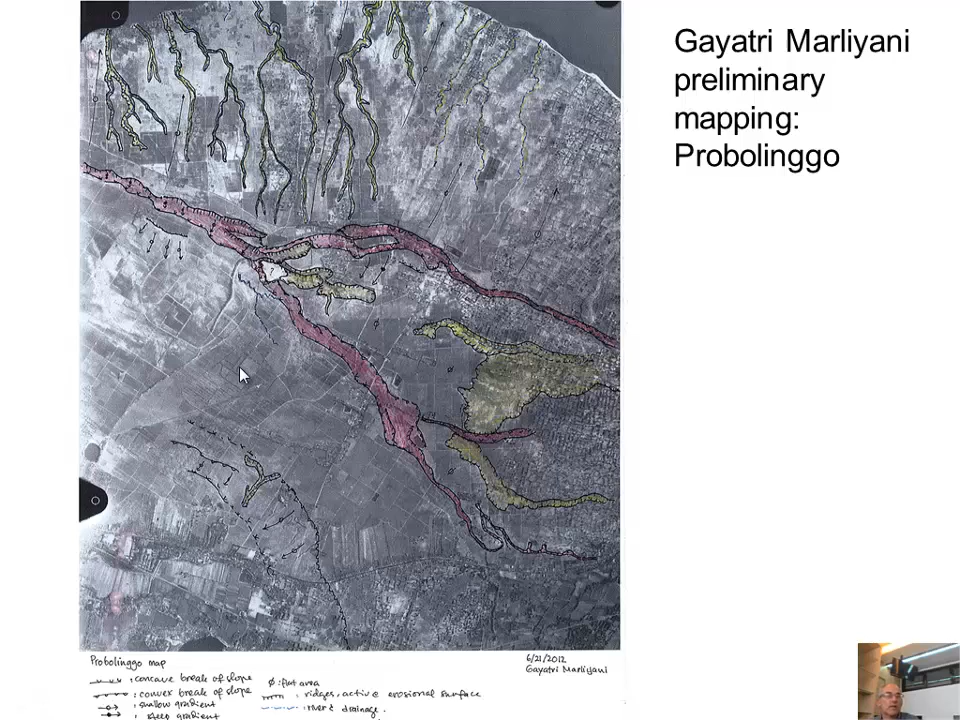 Gayatri Marliyani
preliminary
mapping:
Probolinggo
Probolinggo map
: concave break of slope
: convex break of slope
: shallow gradient
: steep gradient
Ø : flat area
: ridges, active erosional surface
: river & drainage.
6/21/2012
Gayatri Marliyani